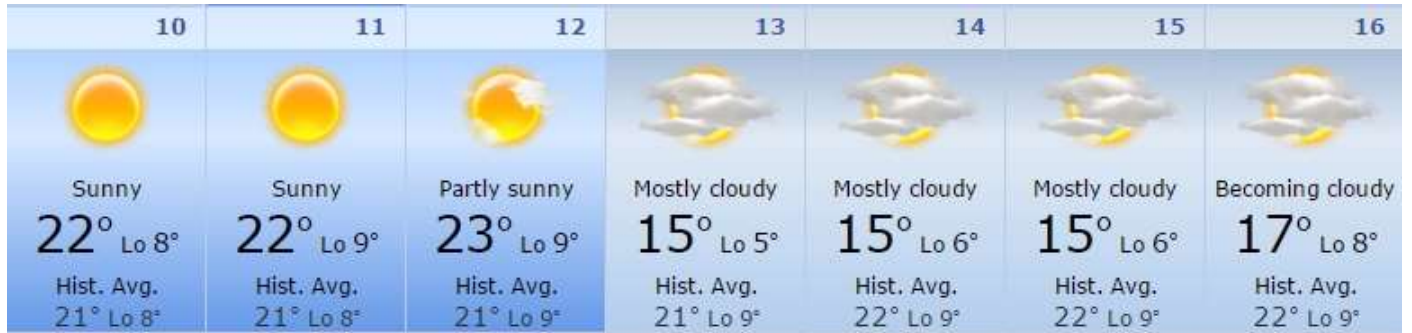 10 11 12 13 14 15 16
Sunny Sunny Partly sunny Mostly cloudy Mostly cloudy Mostly cloudy Becoming cloudy
22° Lo 8° 22° Lo 9° 23° Lo 9° 15° Lo 5° 15° Lo 6° 15° Lo 6° 17° Lo 8°
Hist. Avg. Hist. Avg. Hist. Avg. Hist. Avg. Hist. Avg. Hist. Avg. Hist. Avg.
21° Lo 8° 21° Lo 8° 21° Lo 9° 21° Lo 9° 22° Lo 9° 22° Lo 9° 22° Lo 9°